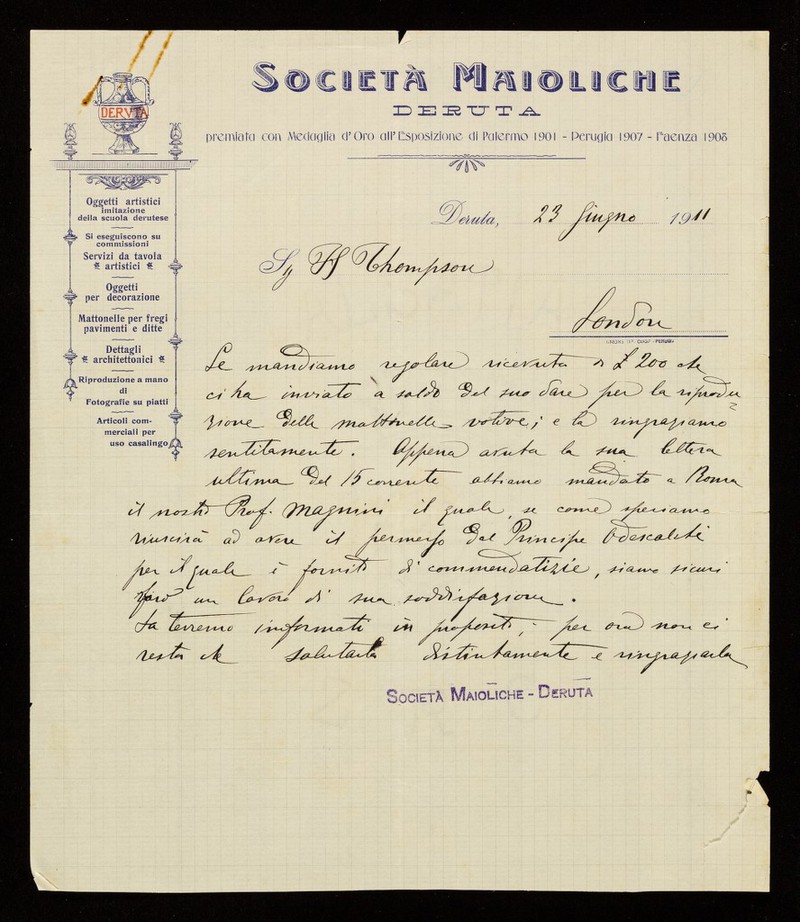 SOCIETÀ MAIOLICHE
DERUTA
premiata con Medaglia d'Oro all'Esposizione di Palermo 1901 - Perugia 1907 - Faenza 1908
DERVTA
Oggetti artistici
imitazione
della scuola derutese
Si eseguiscono su
commissioni
Servizi da tavola
artistici
Oggetti
per decorazione
Mattonelle per fregi
pavimenti e ditte
Dettagli
architettonici
Riproduzione a mano
di
Fotografie su piatti
Articoli com-
merciali per
uso casalingo
Deruta, 23 Giugno 1911
Sg H Thompson
London
Le mandiamo regolare ricevuta di £ 200 che
ci ha inviato a saldo del suo dare per la riprodu
zione delle mattonelle votive; e la ringraziamo
sentitamente. Appena avuta la sua lettera
ultima del 15 corrente abbiamo mandato a Roma
il nostro Prof. Magnini il quale, se come speriamo
riuscirà ad avere il permesso dal Principe Odescalchi
per il quale è fornito di commendatizie, siamo sicuri
farà un lavoro di sua soddisfazione.
La terremo informata in proposito; per ora non ci
resta che salutarla distintamente e ringraziarla
SOCIETÀ MAIOLICHE - DERUTA